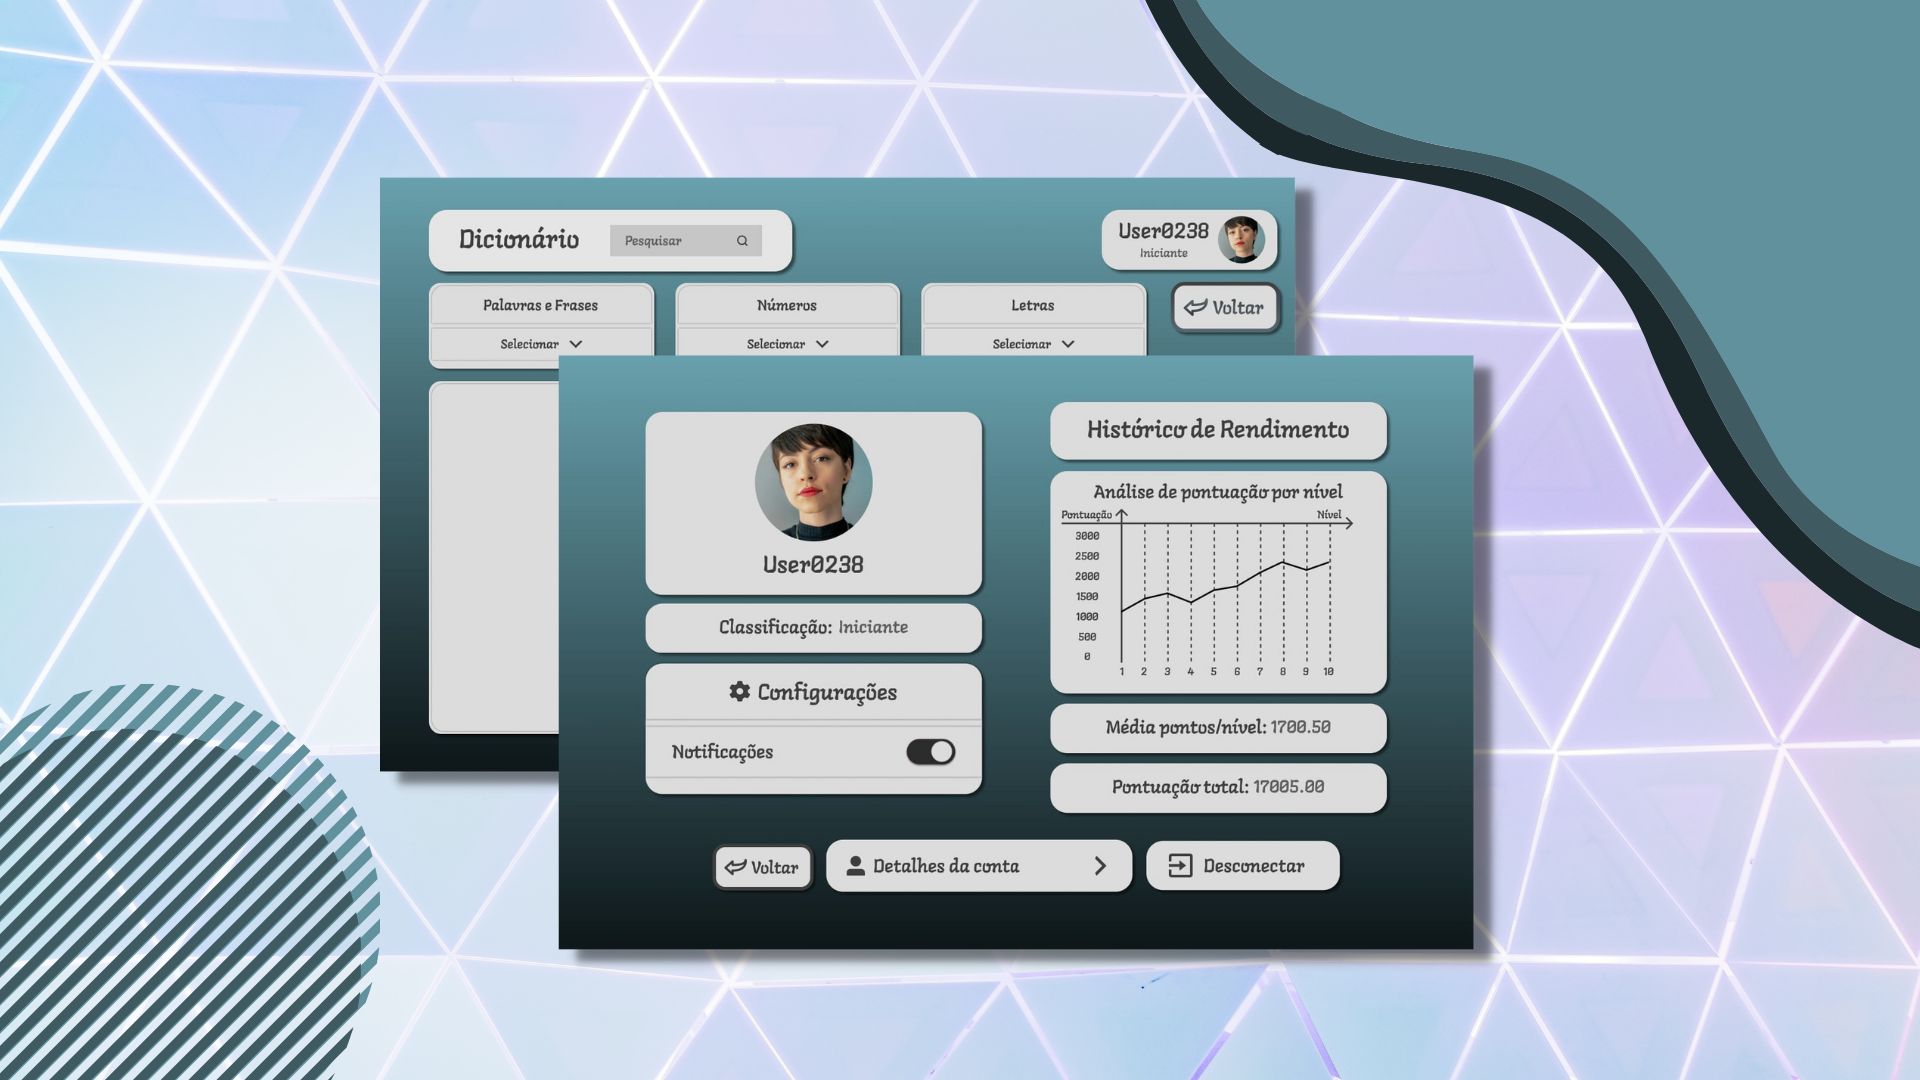 Dicionário
Pesquisar
User0238
Iniciante
Palavras e Frases
Números
Letras
Voltar
Selecionar
Selecionar
Selecionar
User0238
Classificação: Iniciante
Configurações
Notificações
Histórico de Rendimento
Análise de pontuação por nível
Pontuação
Nível
3000
2500
2000
1500
1000
500
0
1 2 3 4 5 6 7 8 9 10
Média pontos/nível: 1700.50
Pontuação total: 17005.00
Voltar
Detalhes da conta
Desconectar